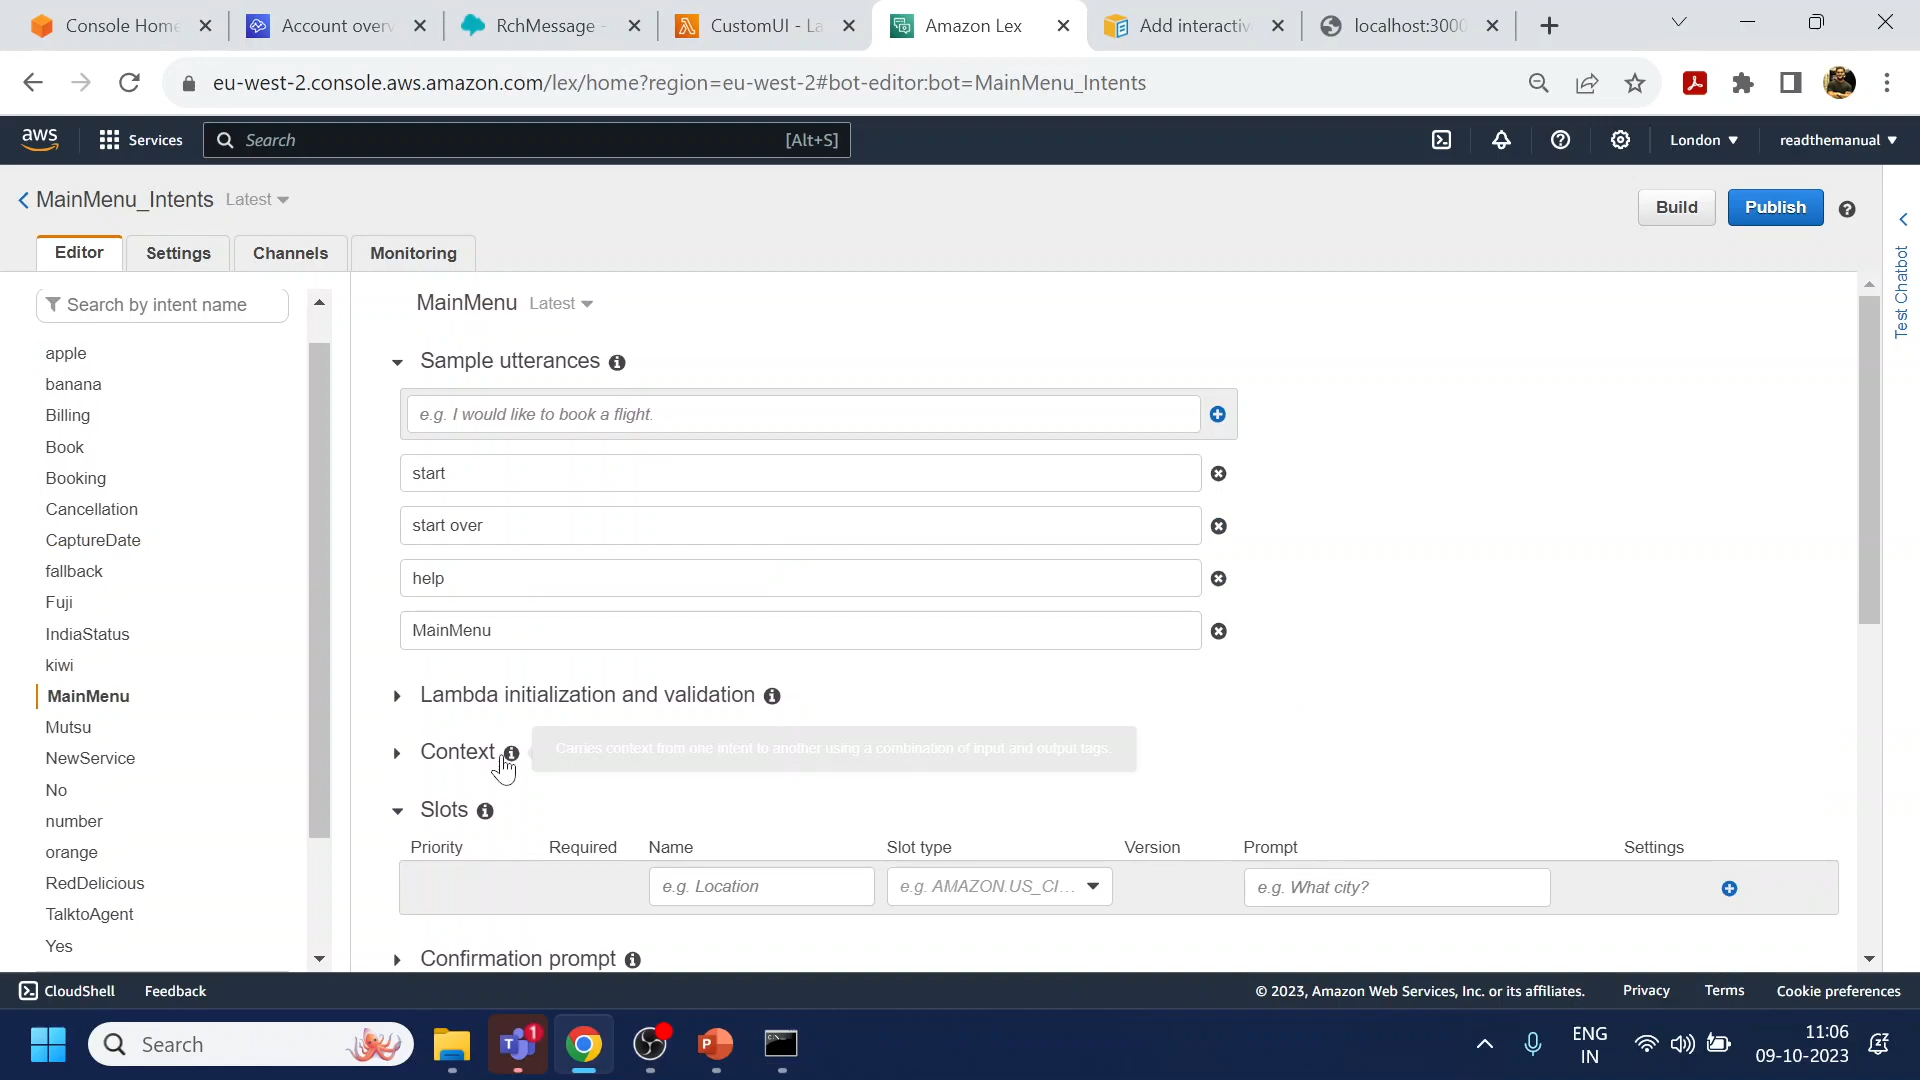 Console Home
Account overv
RchMessage -
CustomUI - La
Amazon Lex
Add interactiv
localhost:3000
eu-west-2.console.aws.amazon.com/lex/home?region=eu-west-2#bot-editor:bot=MainMenu_Intents
aws
Services
Search
[Alt+S]
London
readthemanual
MainMenu_Intents
Latest
Build
Publish
Editor
Settings
Channels
Monitoring
Test Chatbot
Search by intent name
apple
banana
Billing
Book
Booking
Cancellation
CaptureDate
fallback
Fuji
IndiaStatus
kiwi
MainMenu
Mutsu
NewService
No
number
orange
RedDelicious
TalktoAgent
Yes
MainMenu Latest
Sample utterances
e.g. I would like to book a flight.
start
start over
help
MainMenu
Lambda initialization and validation
Context
Carries context from one intent to another using a combination of input and output tags.
Slots
Priority Required Name Slot type Version Prompt Settings
e.g. Location
e.g. AMAZON.US_CI...
e.g. What city?
Confirmation prompt
CloudShell
Feedback
© 2023, Amazon Web Services, Inc. or its affiliates.
Privacy
Terms
Cookie preferences
Search
1
ENG
IN
11:06
09-10-2023